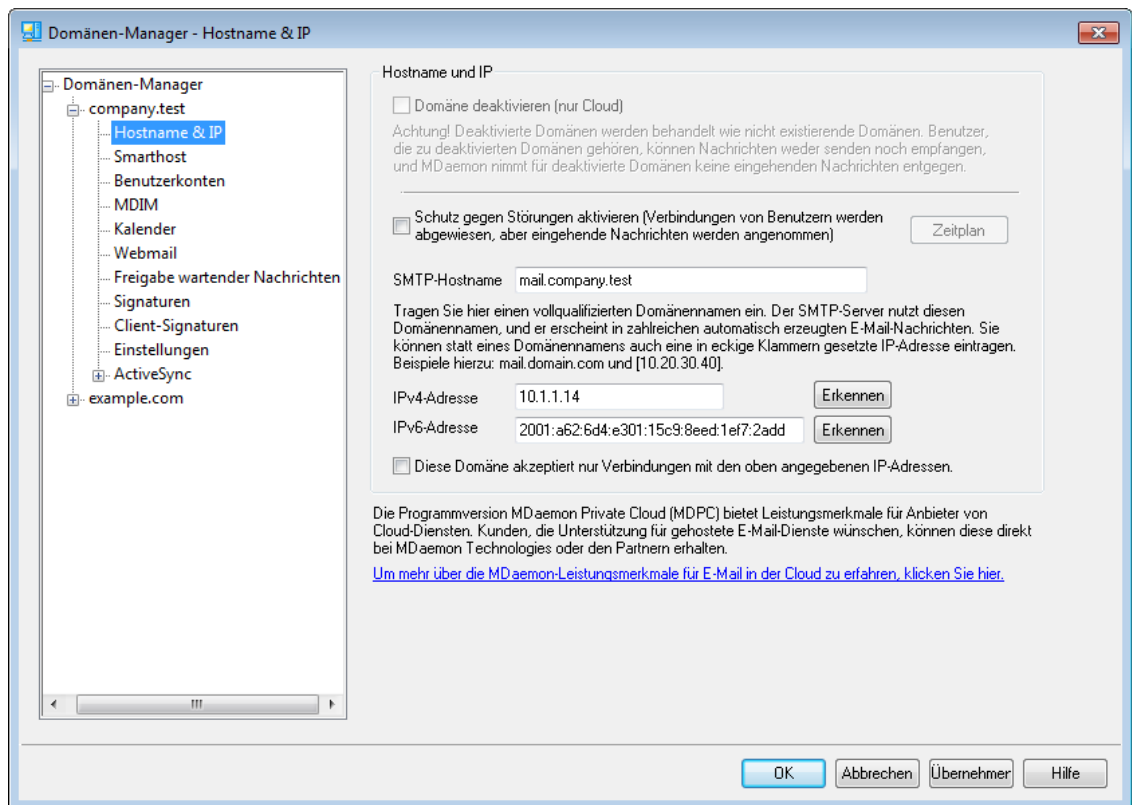 Domänen-Manager - Hostname & IP
Domänen-Manager
company.test
Hostname & IP
Smarthost
Benutzerkonten
MDIM
Kalender
Webmail
Freigabe wartender Nachrichten
Signaturen
Client-Signaturen
Einstellungen
ActiveSync
example.com
Hostname und IP
Domäne deaktivieren (nur Cloud)
Achtung! Deaktivierte Domänen werden behandelt wie nicht existierende Domänen. Benutzer,
die zu deaktivierten Domänen gehören, können Nachrichten weder senden noch empfangen,
und MDaemon nimmt für deaktivierte Domänen keine eingehenden Nachrichten entgegen.
Schutz gegen Störungen aktivieren (Verbindungen von Benutzern werden
abgewiesen, aber eingehende Nachrichten werden angenommen)
Zeitplan
SMTP-Hostname mail.company.test
Tragen Sie hier einen vollqualifizierten Domänennamen ein. Der SMTP-Server nutzt diesen
Domänennamen, und er erscheint in zahlreichen automatisch erzeugten E-Mail-Nachrichten. Sie
können statt eines Domänennamens auch eine in eckige Klammern gesetzte IP-Adresse eintragen.
Beispiele hierzu: mail.domain.com und [10.20.30.40].
IPv4-Adresse 10.1.1.14 Erkennen
IPv6-Adresse 2001:a62:6d4:e301:15c9:8eed:1ef7:2add Erkennen
Diese Domäne akzeptiert nur Verbindungen mit den oben angegebenen IP-Adressen.
Die Programmversion MDaemon Private Cloud (MDPC) bietet Leistungsmerkmale für Anbieter von
Cloud-Diensten. Kunden, die Unterstützung für gehostete E-Mail-Dienste wünschen, können diese direkt
bei MDaemon Technologies oder den Partnern erhalten.
Um mehr über die MDaemon-Leistungsmerkmale für E-Mail in der Cloud zu erfahren, klicken Sie hier.
OK Abbrechen Übernehmer Hilfe